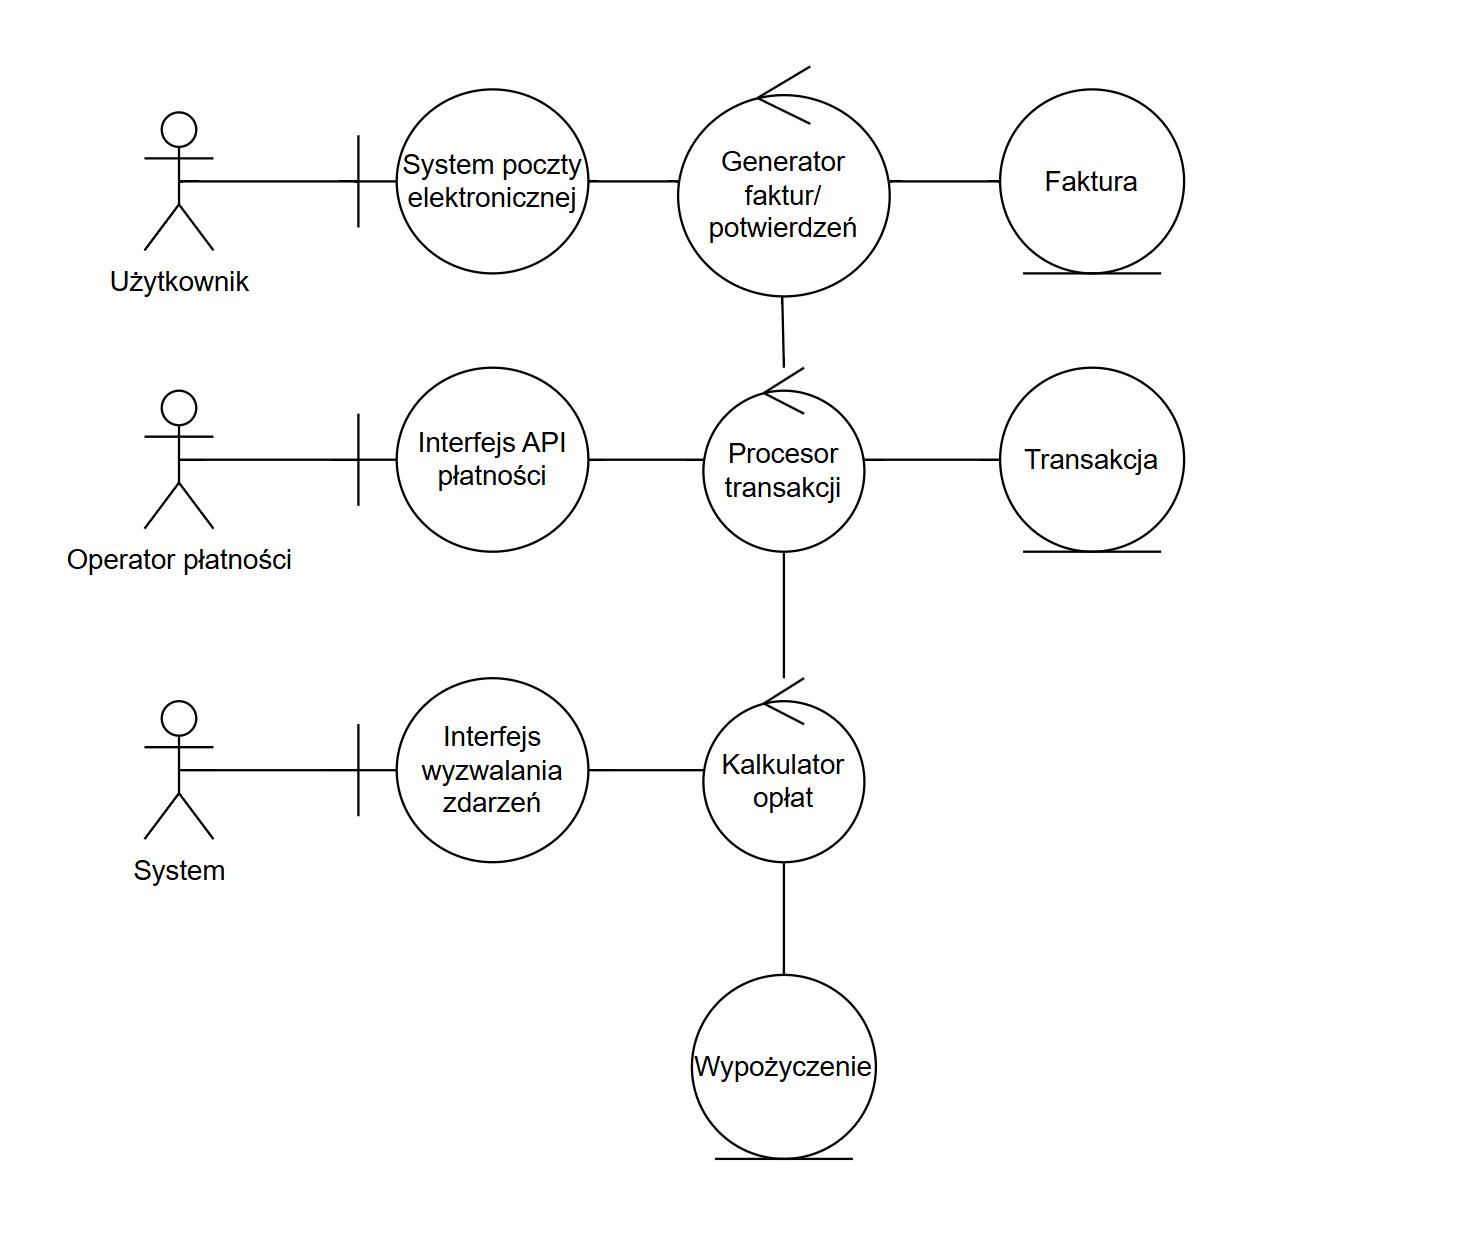 System poczty
elektronicznej
Generator
faktur/
potwierdzeń
Faktura
Użytkownik
Interfejs API
płatności
Procesor
transakcji
Transakcja
Operator płatności
Interfejs
wyzwalania
zdarzeń
Kalkulator
opłat
System
Wypożyczenie